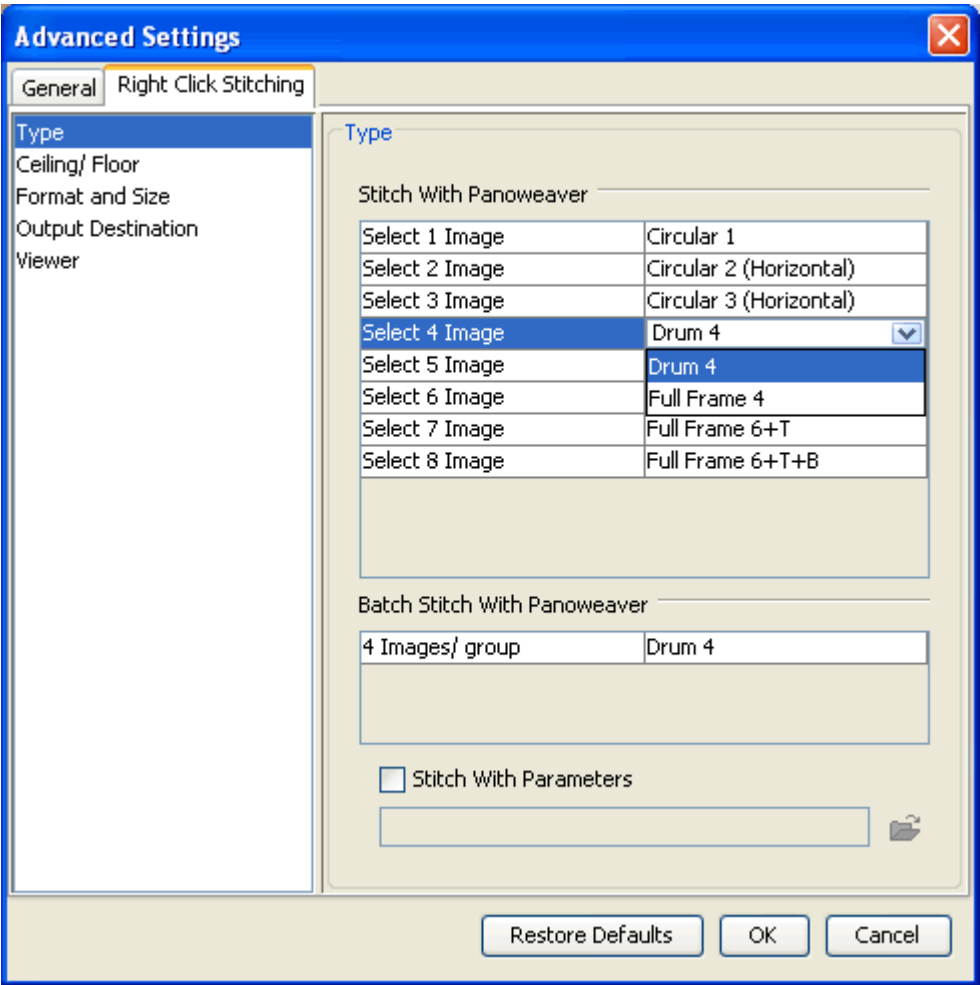 Advanced Settings
General Right Click Stitching
Type
Ceiling/ Floor
Format and Size
Output Destination
Viewer
Type
Stitch With Panoweaver
Select 1 Image Circular 1
Select 2 Image Circular 2 (Horizontal)
Select 3 Image Circular 3 (Horizontal)
Select 4 Image Drum 4
Select 5 Image Drum 4
Select 6 Image Full Frame 4
Select 7 Image Full Frame 6+T
Select 8 Image Full Frame 6+T+B
Batch Stitch With Panoweaver
4 Images/ group Drum 4
Stitch With Parameters
Restore Defaults OK Cancel